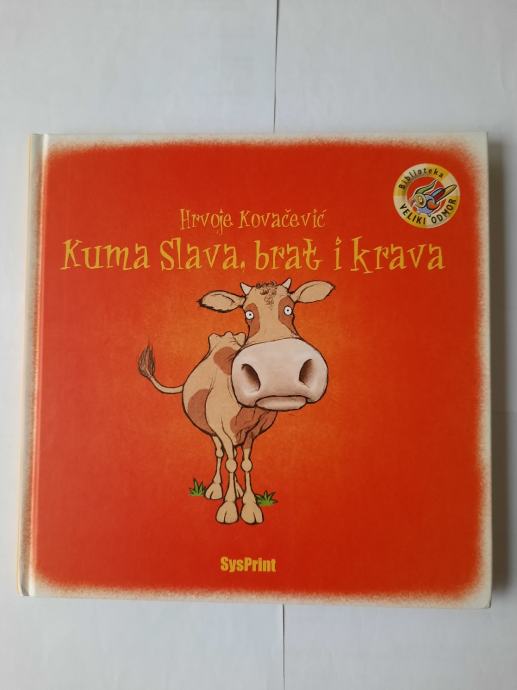 Biblioteka
VELIKI ODMOR
Hrvoje Kovačević
Kuma Slava, brat i krava
SysPrint